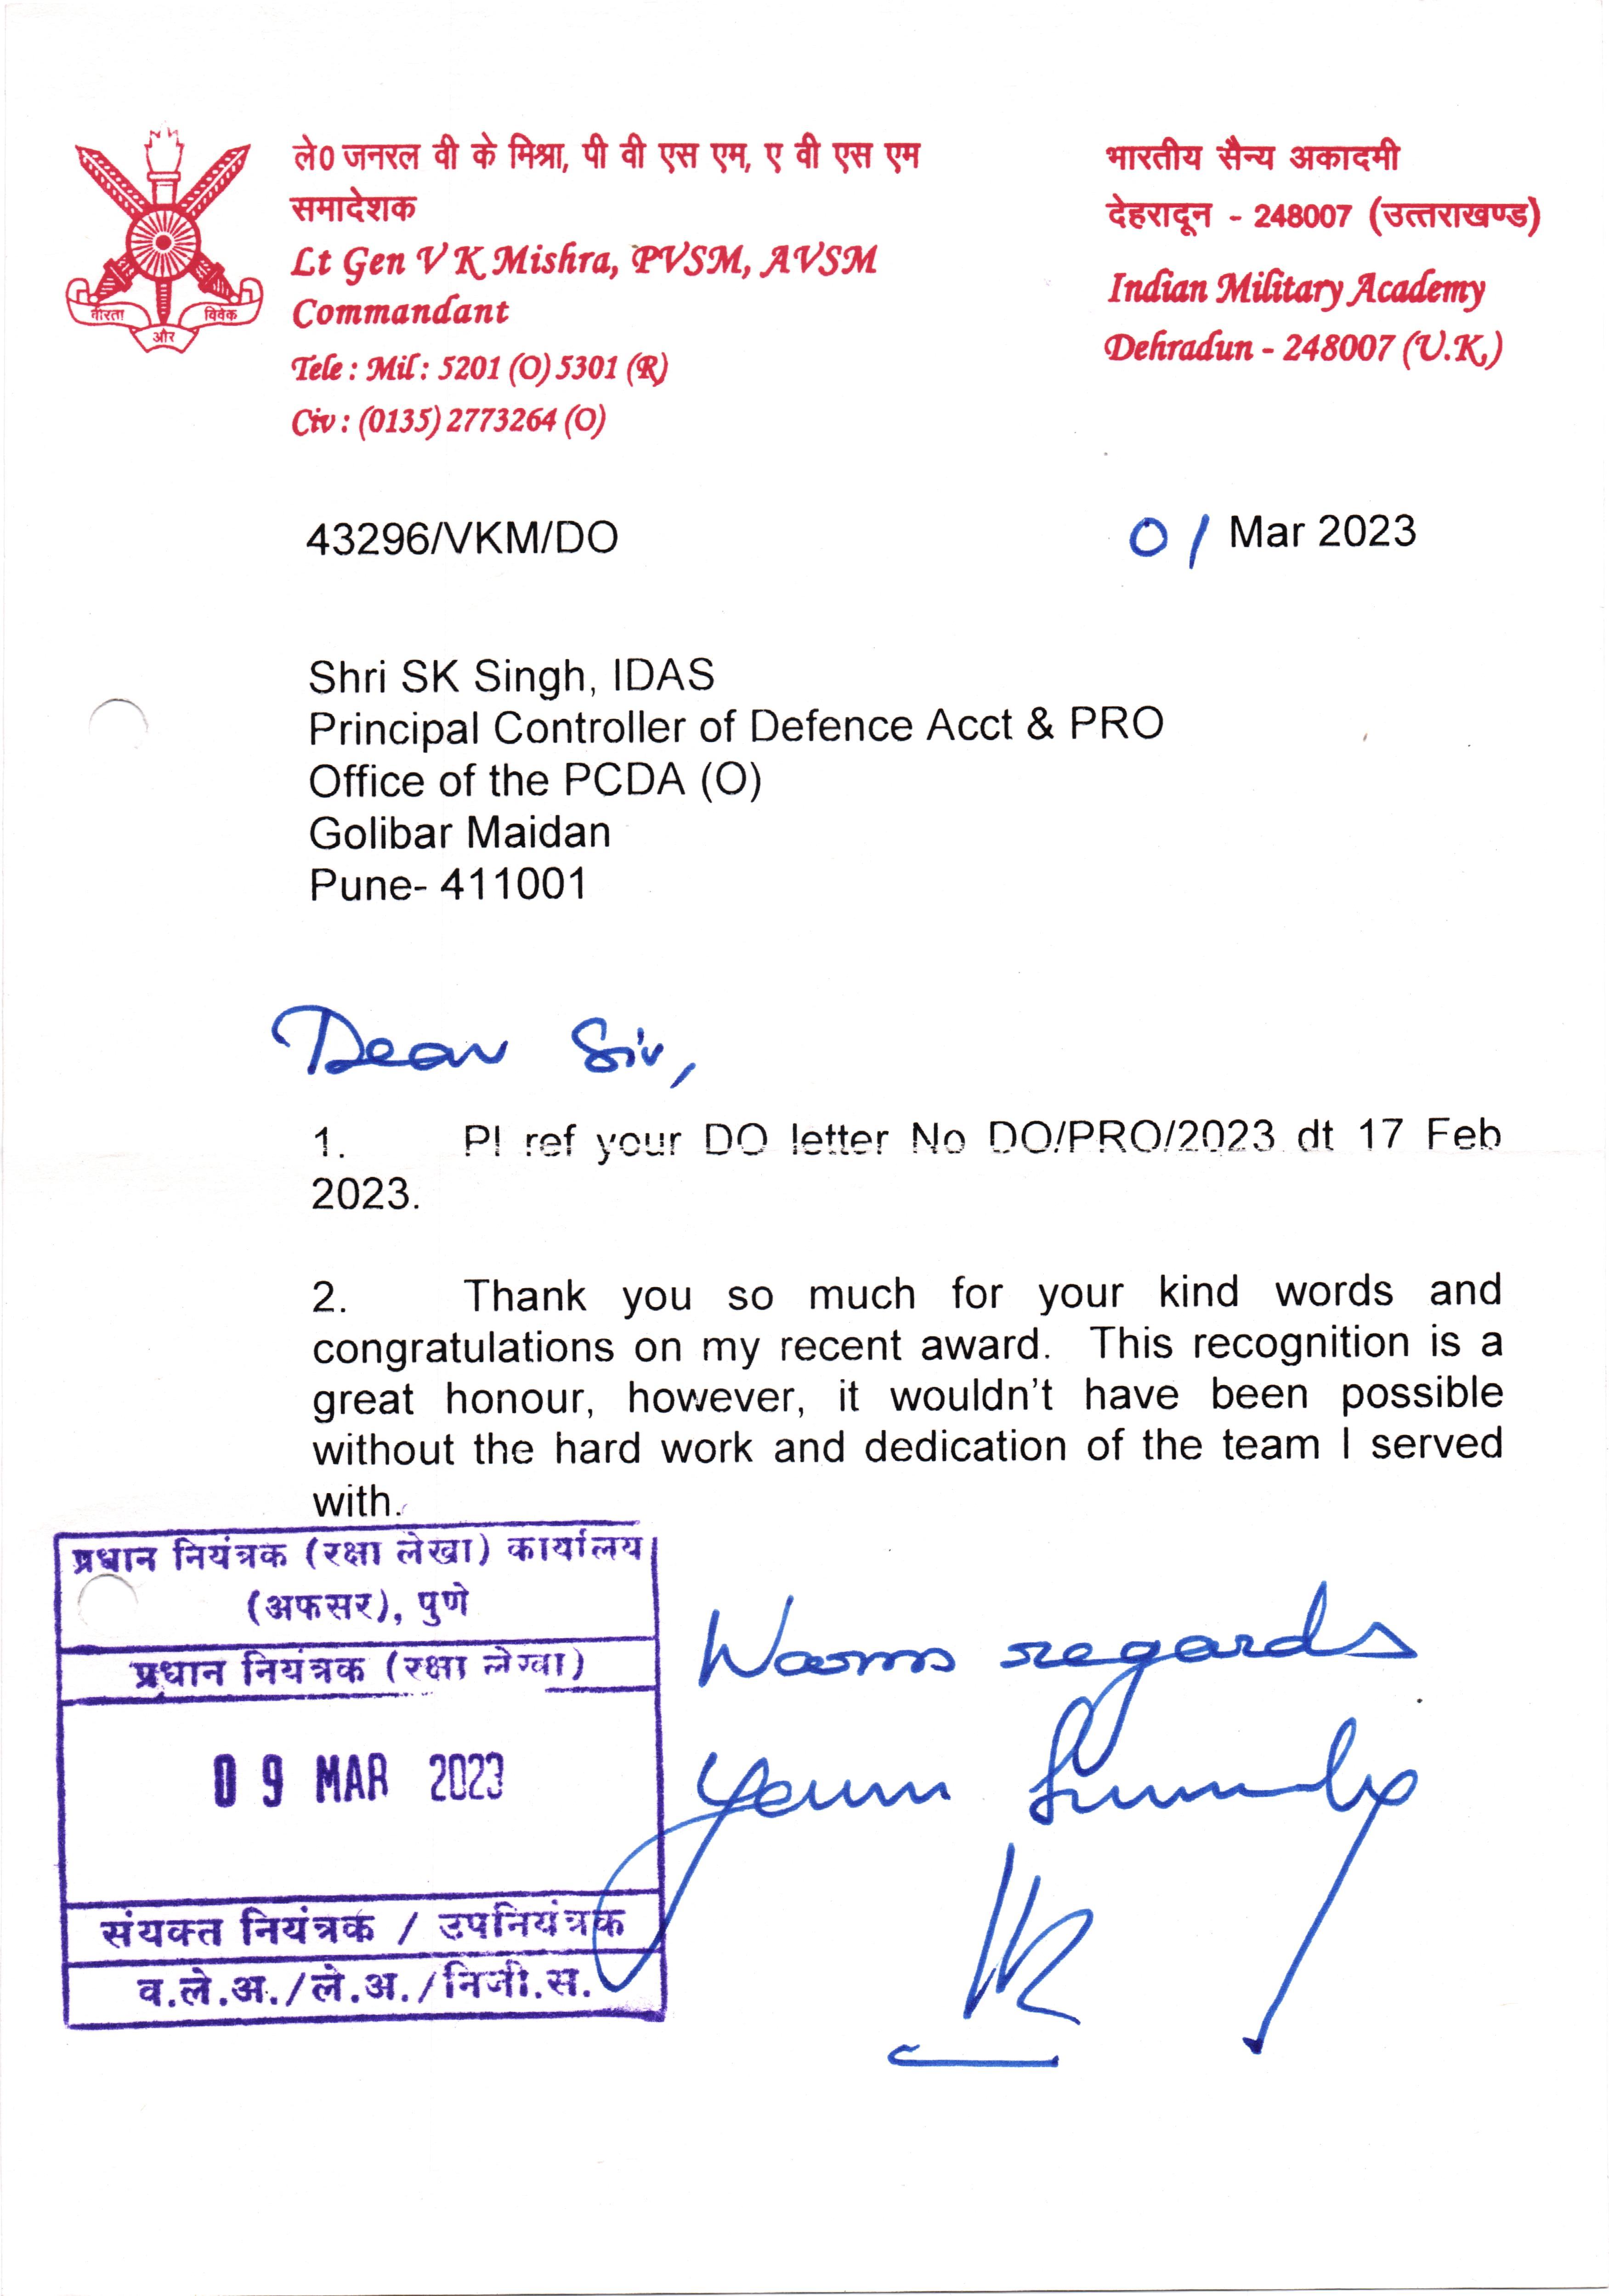 ले0 जनरल वी के मिश्रा, पी वी एस एम, ए वी एस एम
समादेशक
Lt Gen V K Mishra, PVSM, AVSM
Commandant
Tele : Mil : 5201 (O) 5301 (R)
Civ : (0135) 2773264 (O)
भारतीय सैन्य अकादमी
देहरादून - 248007 (उत्तराखण्ड)
Indian Military Academy
Dehradun - 248007 (U.K.)
वीरता
और
विवेक
43296/VKM/DO
01 Mar 2023
Shri SK Singh, IDAS
Principal Controller of Defence Acct & PRO
Office of the PCDA (O)
Golibar Maidan
Pune- 411001
Dear Sir,
1. Pl ref your DO letter No DO/PRO/2023 dt 17 Feb
2023.
2. Thank you so much for your kind words and
congratulations on my recent award. This recognition is a
great honour, however, it wouldn't have been possible
without the hard work and dedication of the team I served
with.
Warm regards
Yours Sincerely
प्रधान नियंत्रक (रक्षा लेखा) कार्यालय
(अफसर), पुणे
प्रधान नियंत्रक (रक्षा लेखा)
09 MAR 2023
संयक्त नियंत्रक / उपनियंत्रक
व.ले.अ./ले.अ./निजी.स.